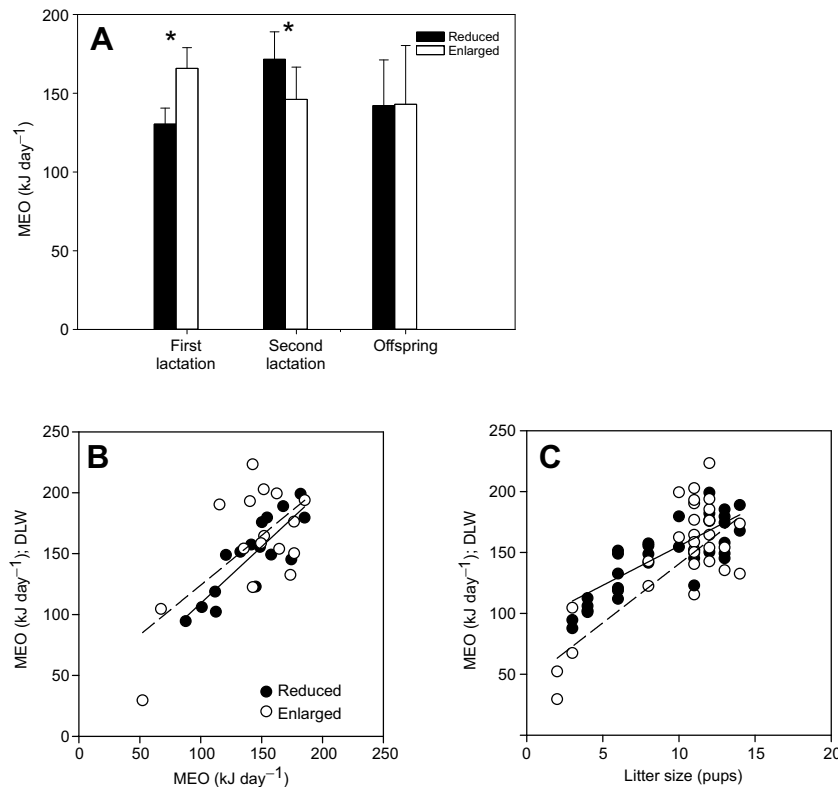 A
* *
Reduced
Enlarged
MEO (kJ day⁻¹)
200
150
100
50
0
First
lactation
Second
lactation
Offspring
B
MEO (kJ day⁻¹); DLW
250
200
150
100
50
0
0 50 100 150 200 250
MEO (kJ day⁻¹)
Reduced
Enlarged
C
MEO (kJ day⁻¹); DLW
250
200
150
100
50
0 5 10 15 20
Litter size (pups)